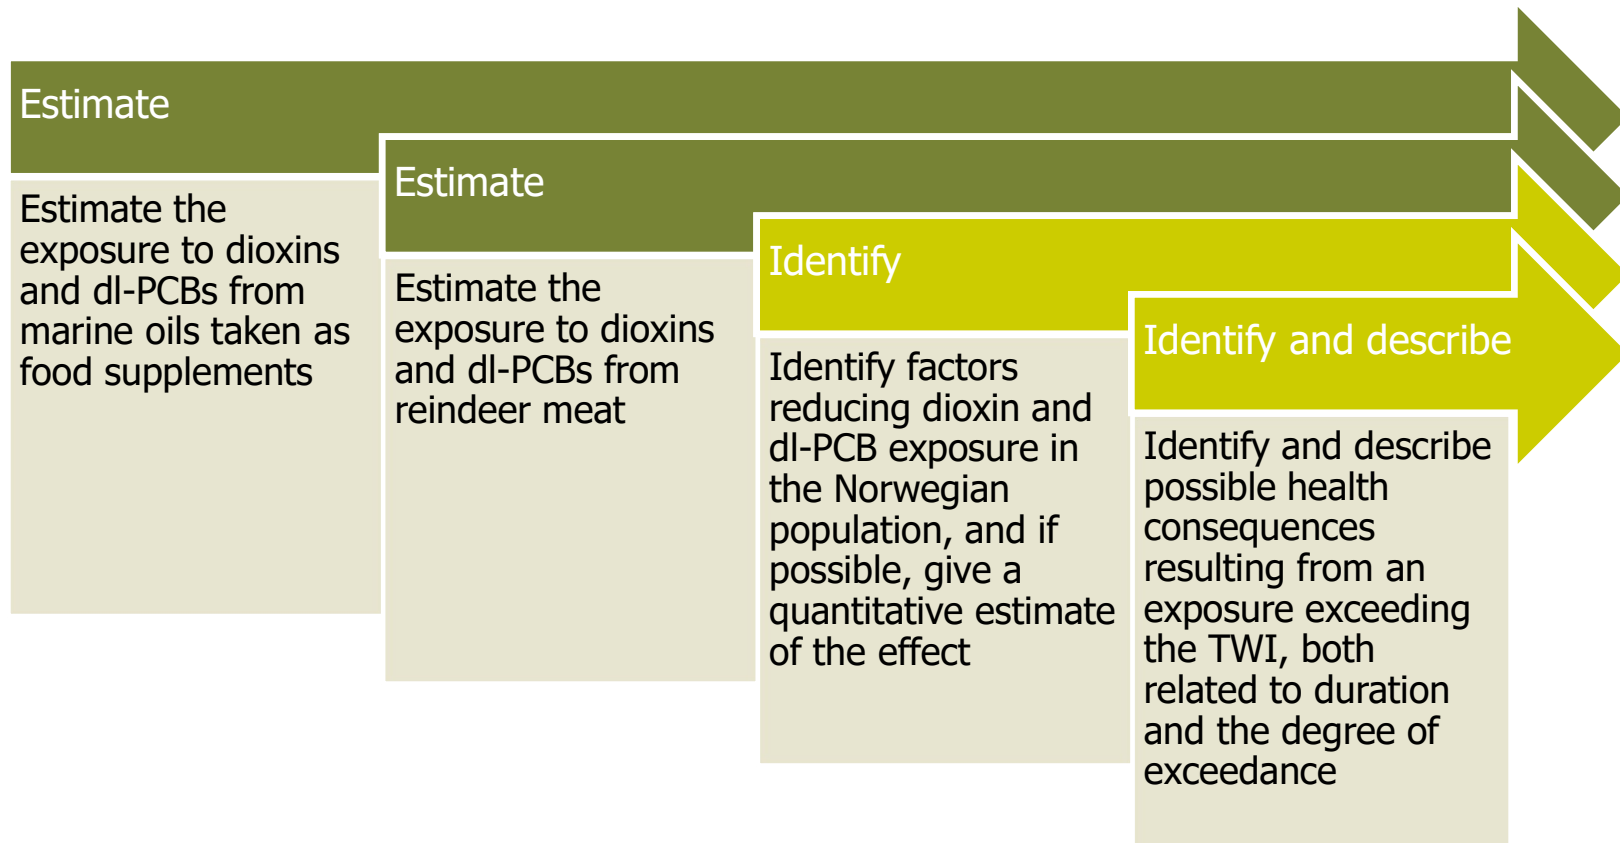 Estimate
Estimate the
exposure to dioxins
and dl-PCBs from
marine oils taken as
food supplements
Estimate
Estimate the
exposure to dioxins
and dl-PCBs from
reindeer meat
Identify
Identify factors
reducing dioxin and
dl-PCB exposure in
the Norwegian
population, and if
possible, give a
quantitative estimate
of the effect
Identify and describe
Identify and describe
possible health
consequences
resulting from an
exposure exceeding
the TWI, both
related to duration
and the degree of
exceedance